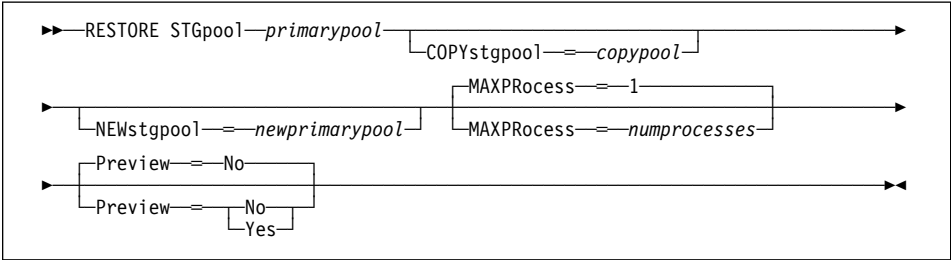 RESTORE STGpool primarypool
COPYstgpool = copypool
MAXPRocess = 1
NEWstgpool = newprimarypool
MAXPRocess = numprocesses
Preview = No
Preview = No
Yes